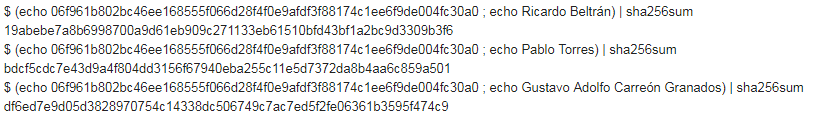 $ (echo 06f961b802bc46ee168555f066d28f4f0e9afdf3f88174c1ee6f9de004fc30a0 ; echo Ricardo Beltrán) | sha256sum
19abebe7a8b6998700a9d61eb909c271133eb61510bfd43bf1a2bc9d3309b3f6
$ (echo 06f961b802bc46ee168555f066d28f4f0e9afdf3f88174c1ee6f9de004fc30a0 ; echo Pablo Torres) | sha256sum
bdcf5cdc7e43d9a4f804dd3156f67940eba255c11e5d7372da8b4aa6c859a501
$ (echo 06f961b802bc46ee168555f066d28f4f0e9afdf3f88174c1ee6f9de004fc30a0 ; echo Gustavo Adolfo Carreón Granados) | sha256sum
df6ed7e9d05d3828970754c14338dc506749c7ac7ed5f2fe06361b3595f474c9